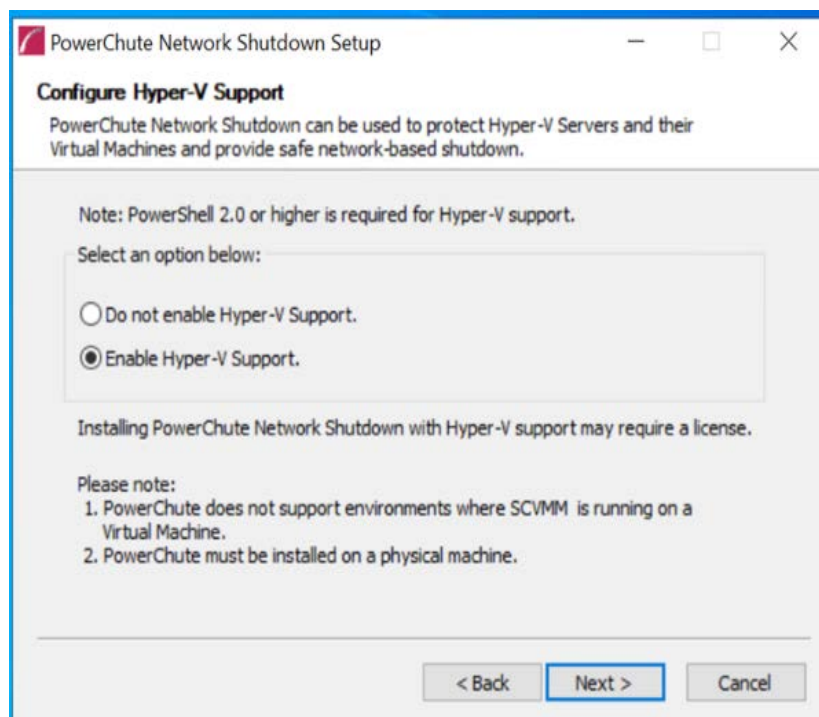 PowerChute Network Shutdown Setup
Configure Hyper-V Support
PowerChute Network Shutdown can be used to protect Hyper-V Servers and their
Virtual Machines and provide safe network-based shutdown.
Note: PowerShell 2.0 or higher is required for Hyper-V support.
Select an option below:
Do not enable Hyper-V Support.
Enable Hyper-V Support.
Installing PowerChute Network Shutdown with Hyper-V support may require a license.
Please note:
1. PowerChute does not support environments where SCVMM is running on a
Virtual Machine.
2. PowerChute must be installed on a physical machine.
< Back Next > Cancel